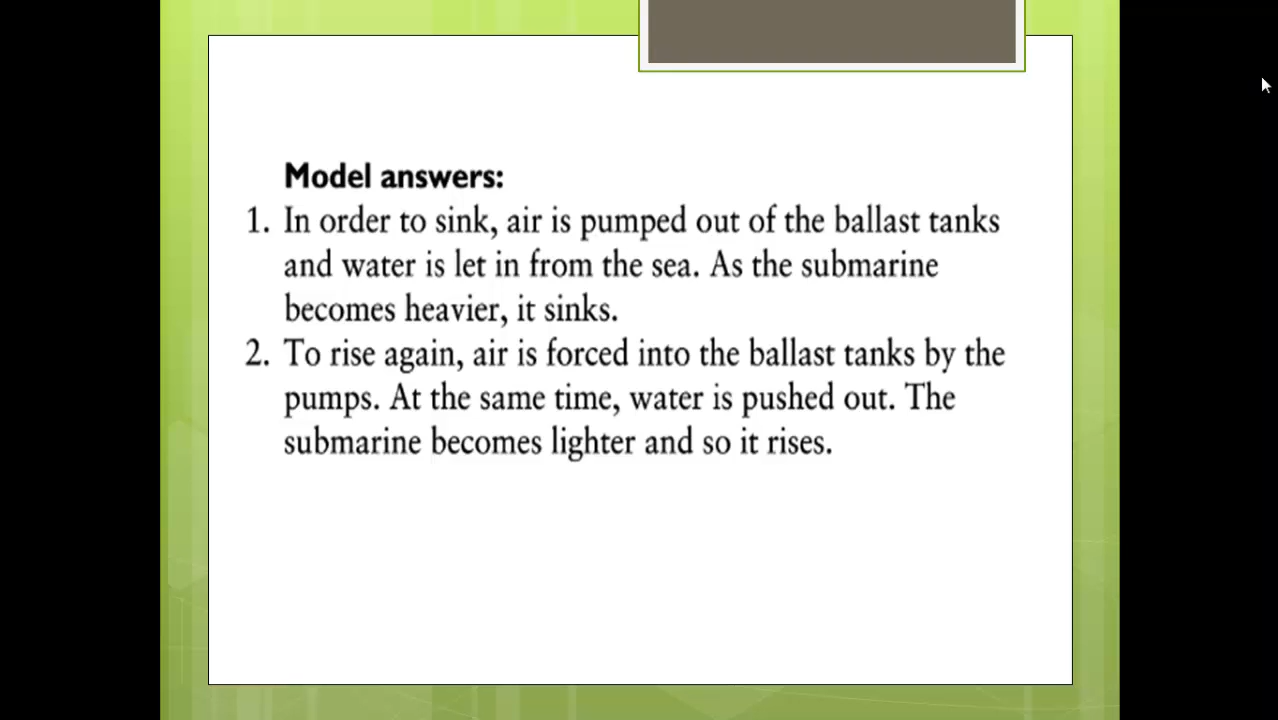 Model answers:
1. In order to sink, air is pumped out of the ballast tanks
and water is let in from the sea. As the submarine
becomes heavier, it sinks.
2. To rise again, air is forced into the ballast tanks by the
pumps. At the same time, water is pushed out. The
submarine becomes lighter and so it rises.